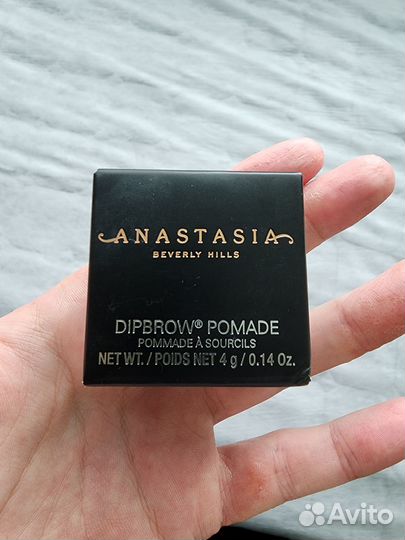 ANASTASIA
BEVERLY HILLS
DIPBROW® POMADE
POMMADE À SOURCILS
NET WT. / POIDS NET 4 g / 0.14 Oz.
Avito